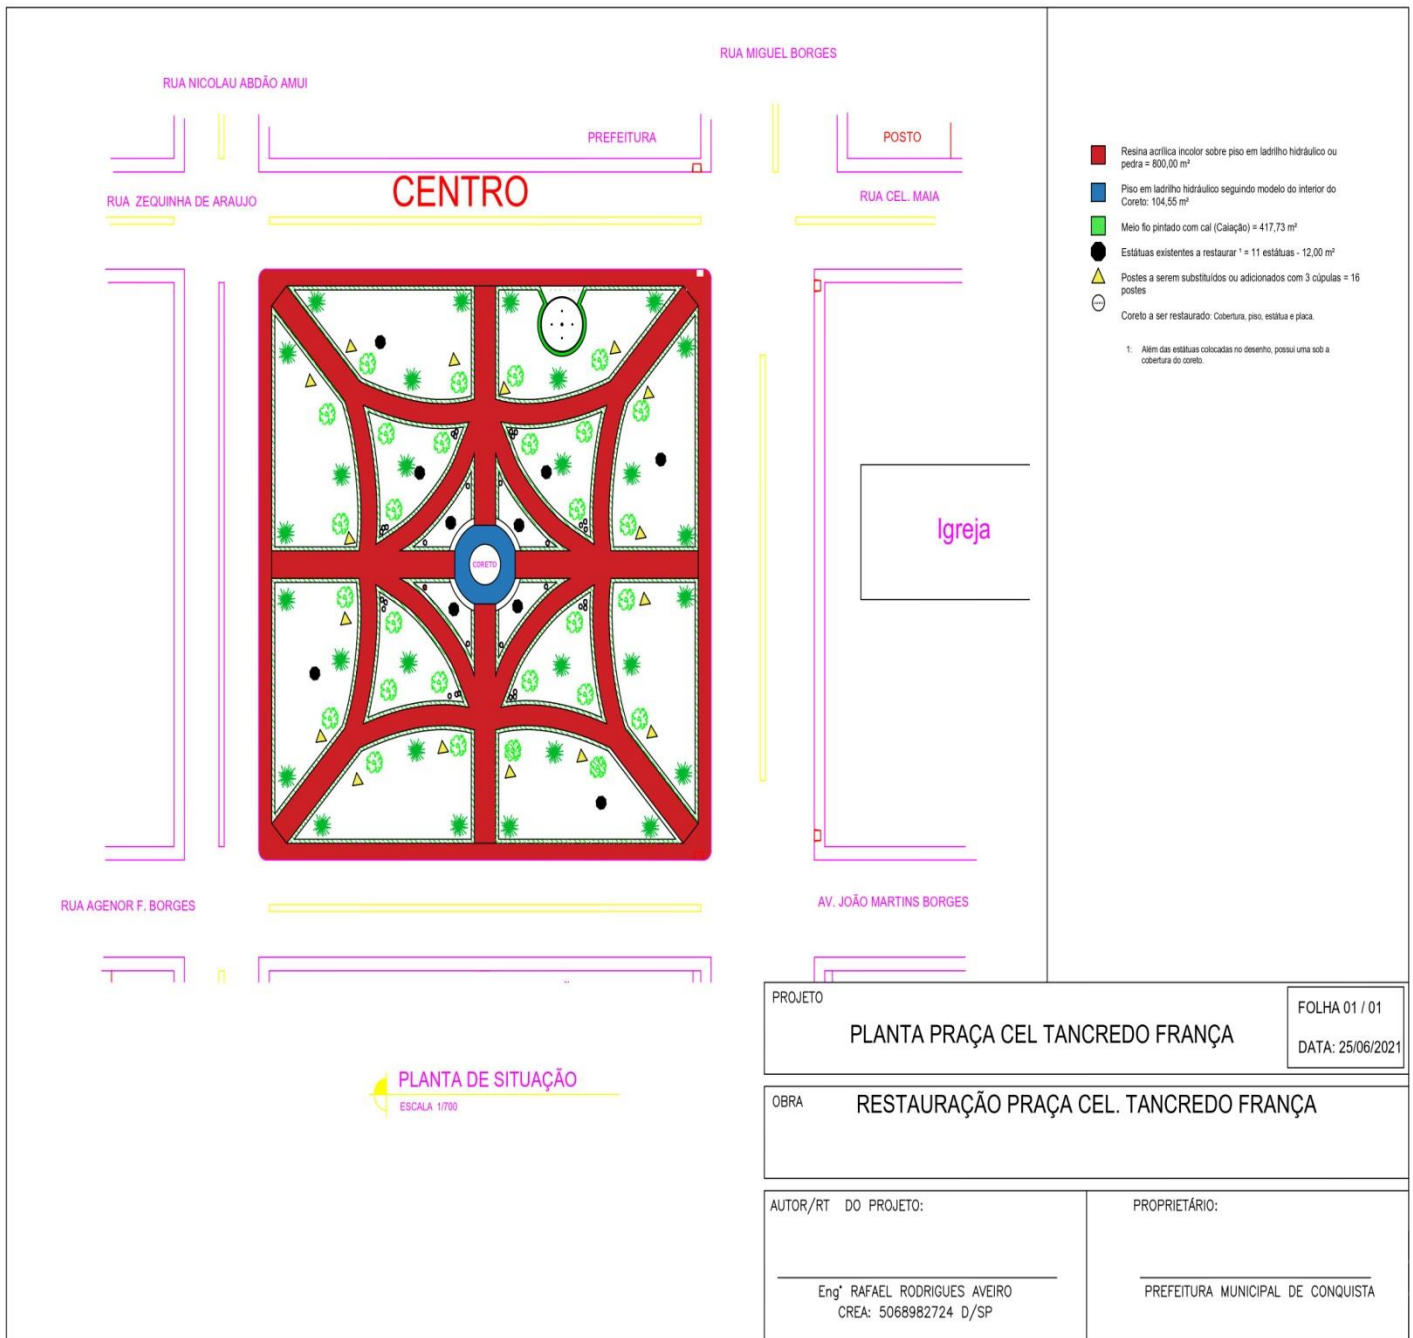 RUA MIGUEL BORGES
RUA NICOLAU ABDÃO AMUI
PREFEITURA
POSTO
CENTRO
RUA ZEQUINHA DE ARAUJO
RUA CEL. MAIA
Resina acrílica incolor sobre piso em ladrilho hidráulico ou
pedra = 800,00 m²
Piso em ladrilho hidráulico seguindo modelo do interior do
Coreto: 104,55 m²
Meio fio pintado com cal (Caiação) = 417,73 m²
Estátuas existentes a restaurar ¹ = 11 estátuas - 12,00 m²
Postes a serem substituídos ou adicionados com 3 cúpulas = 16
postes
Coreto a ser restaurado: Cobertura, piso, estátua e placa.
1: Além das estátuas colocadas no desenho, possui uma sob a
cobertura do coreto.
Igreja
CORETO
RUA AGENOR F. BORGES
AV. JOÃO MARTINS BORGES
PLANTA DE SITUAÇÃO
ESCALA 1/700
PROJETO
PLANTA PRAÇA CEL TANCREDO FRANÇA
FOLHA 01 / 01
DATA: 25/06/2021
OBRA
RESTAURAÇÃO PRAÇA CEL. TANCREDO FRANÇA
AUTOR/RT DO PROJETO:
Eng° RAFAEL RODRIGUES AVEIRO
CREA: 5068982724 D/SP
PROPRIETÁRIO:
PREFEITURA MUNICIPAL DE CONQUISTA